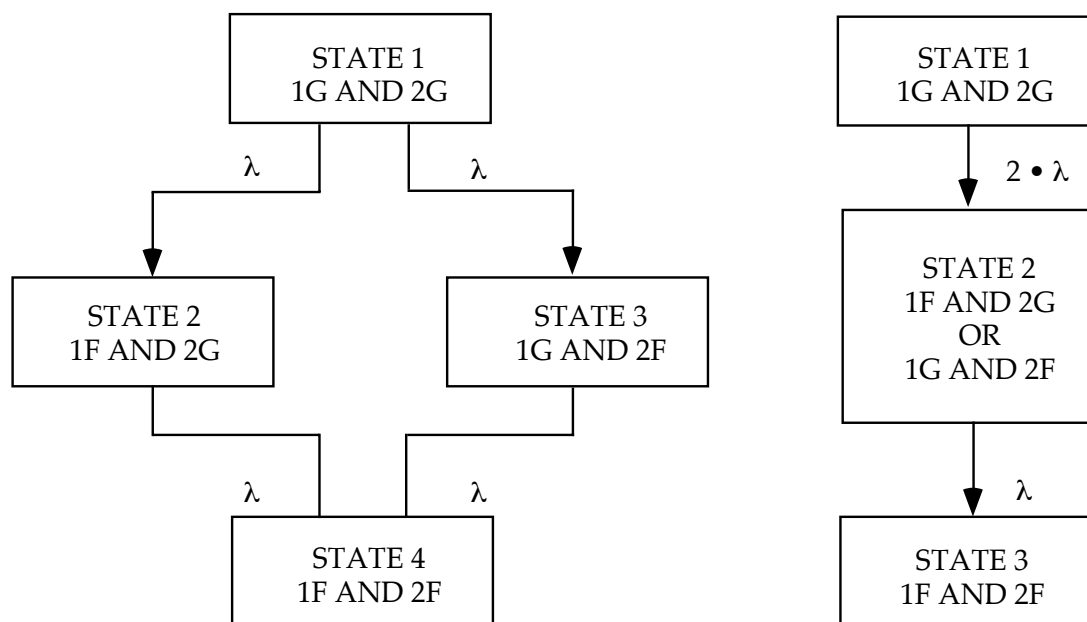 STATE 1
1G AND 2G
λ
λ
STATE 2
1F AND 2G
STATE 3
1G AND 2F
λ
λ
STATE 4
1F AND 2F
STATE 1
1G AND 2G
2 • λ
STATE 2
1F AND 2G
OR
1G AND 2F
λ
STATE 3
1F AND 2F